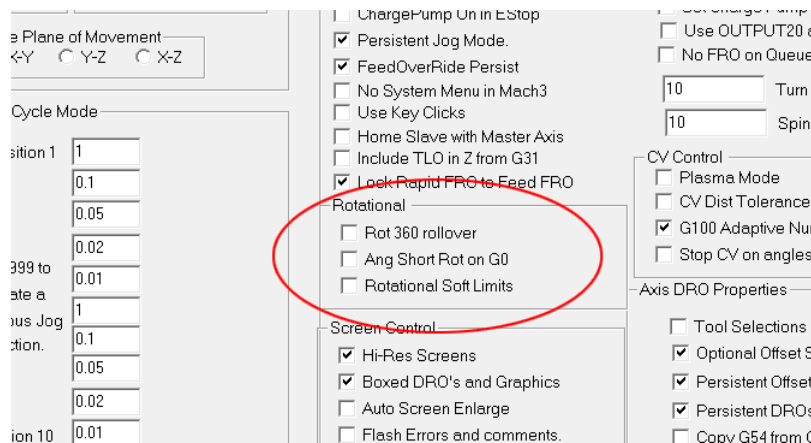 e Plane of Movement
X-Y Y-Z X-Z
Cycle Mode
sition 1 1
0.1
0.05
0.02
999 to
0.01
ate a
1
ous Jog
0.1
ction.
0.05
0.02
ion 10 0.01
ChargePump On in EStop
Persistent Jog Mode.
FeedOverRide Persist
No System Menu in Mach3
Use Key Clicks
Home Slave with Master Axis
Include TLO in Z from G31
Lock Rapid FRO to Feed FRO
Rotational
Rot 360 rollover
Ang Short Rot on G0
Rotational Soft Limits
Screen Control
Hi-Res Screens
Boxed DRO's and Graphics
Auto Screen Enlarge
Flash Errors and comments.
Use OUTPUT20 a
No FRO on Queue
10 Turn
10 Spin
CV Control
Plasma Mode
CV Dist Tolerance
G100 Adaptive Nu
Stop CV on angles
Axis DRO Properties
Tool Selections
Optional Offset S
Persistent Offset
Persistent DROs
Copy G54 from